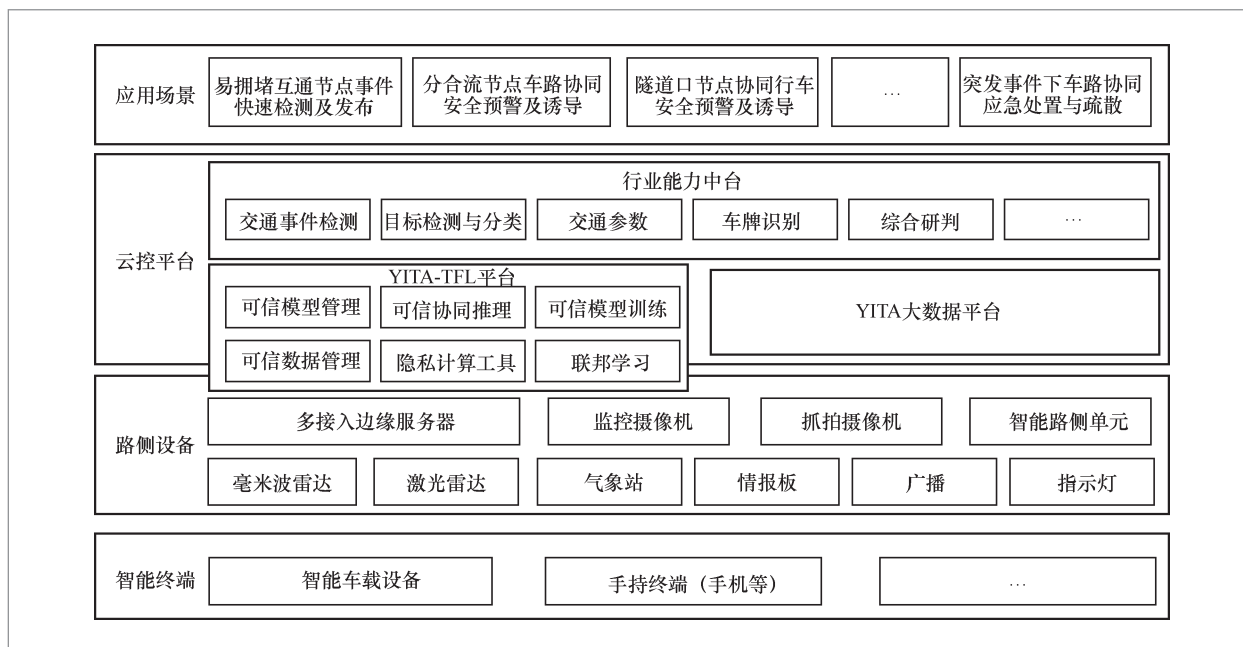 应用场景
易拥堵互通节点事件
快速检测及发布
分合流节点车路协同
安全预警及诱导
隧道口节点协同行车
安全预警及诱导
…
突发事件下车路协同
应急处置与疏散
云控平台
行业能力中台
交通事件检测
目标检测与分类
交通参数
车牌识别
综合研判
…
YITA-TFL平台
可信模型管理
可信协同推理
可信模型训练
可信数据管理
隐私计算工具
联邦学习
YITA大数据平台
路侧设备
多接入边缘服务器
监控摄像机
抓拍摄像机
智能路侧单元
毫米波雷达
激光雷达
气象站
情报板
广播
指示灯
智能终端
智能车载设备
手持终端（手机等）
…